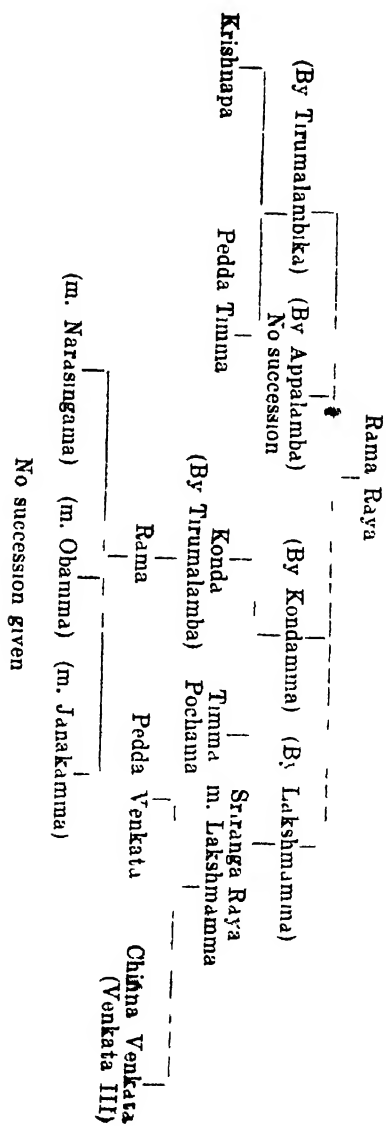 Rama Raya
(By Tirumalambika) (By Appalamba) (By Kondamma) (By Lakshmamma)
No succession
Sriranga Raya
Krishnapa Pedda Timma Konda Timma m. Lakshmamma
(By Tirumalamba) Pochama
Rama Pedda Venkata Chinna Venkata
(Venkata III)
(m. Narasingama) (m. Obamma) (m. Janakamma)
No succession given